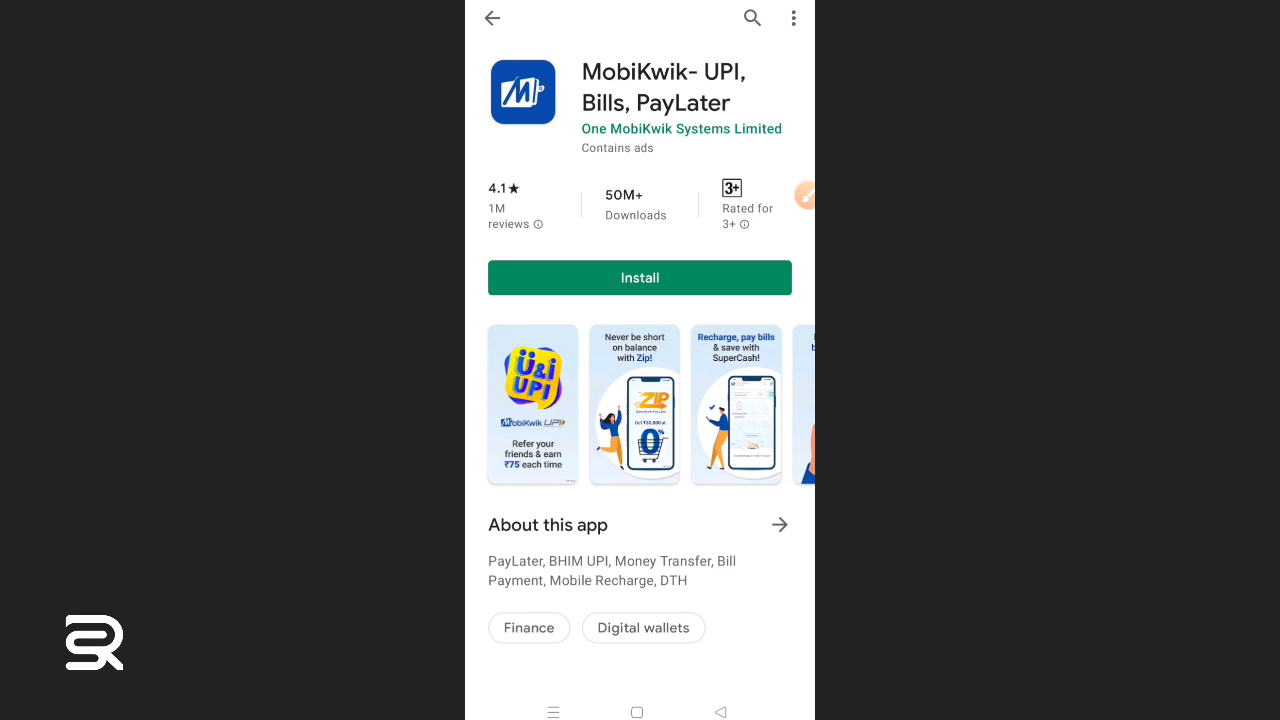 MobiKwik- UPI,
Bills, PayLater
One MobiKwik Systems Limited
Contains ads
4.1★
1M
reviews
50M+
Downloads
3+
Rated for
3+
Install
Ü&i
UPI
MobiKwik UPI
Refer your
friends & earn
₹75 each time
Never be short
on balance
with Zip!
ZIP
0%
Recharge, pay bills
& save with
SuperCash!
About this app
PayLater, BHIM UPI, Money Transfer, Bill
Payment, Mobile Recharge, DTH
Finance
Digital wallets